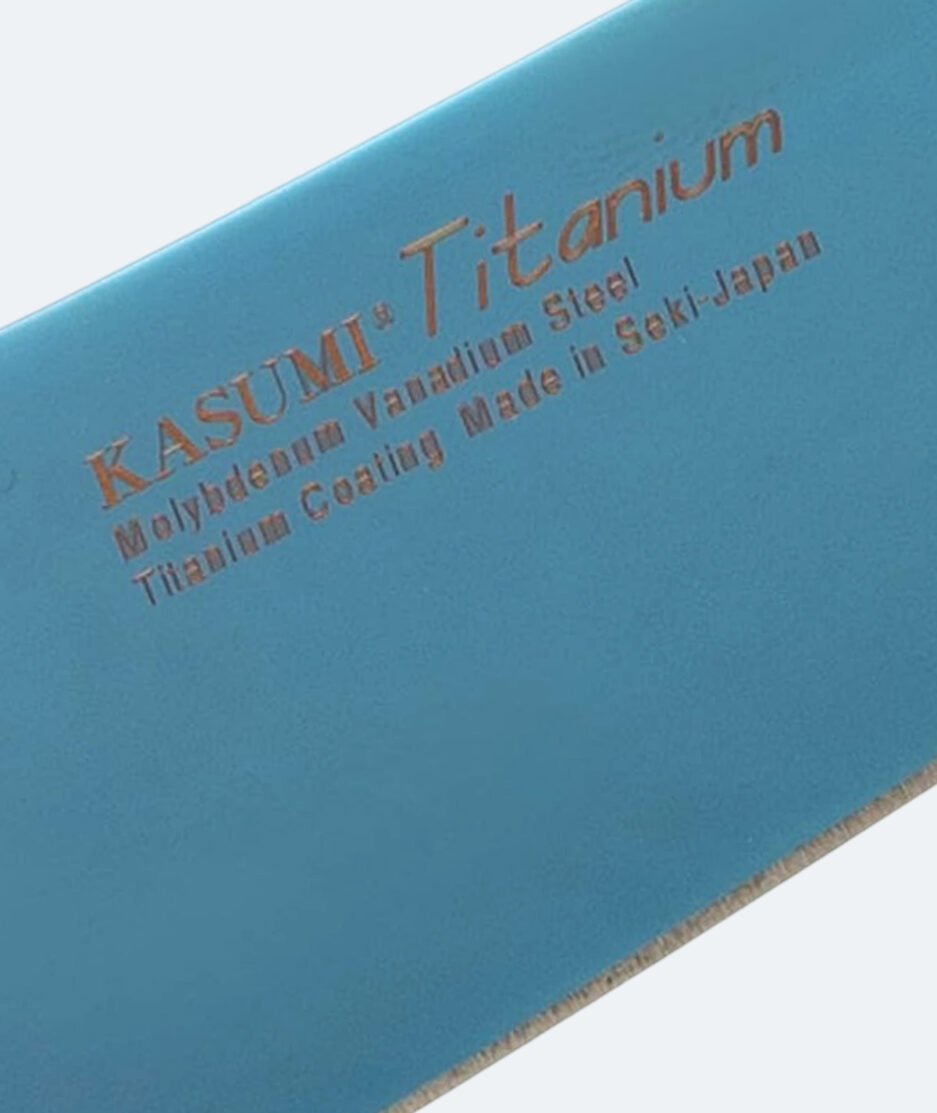 KASUMI® Titanium
Molybdenum Vanadium Steel
Titanium Coating Made in Seki-Japan